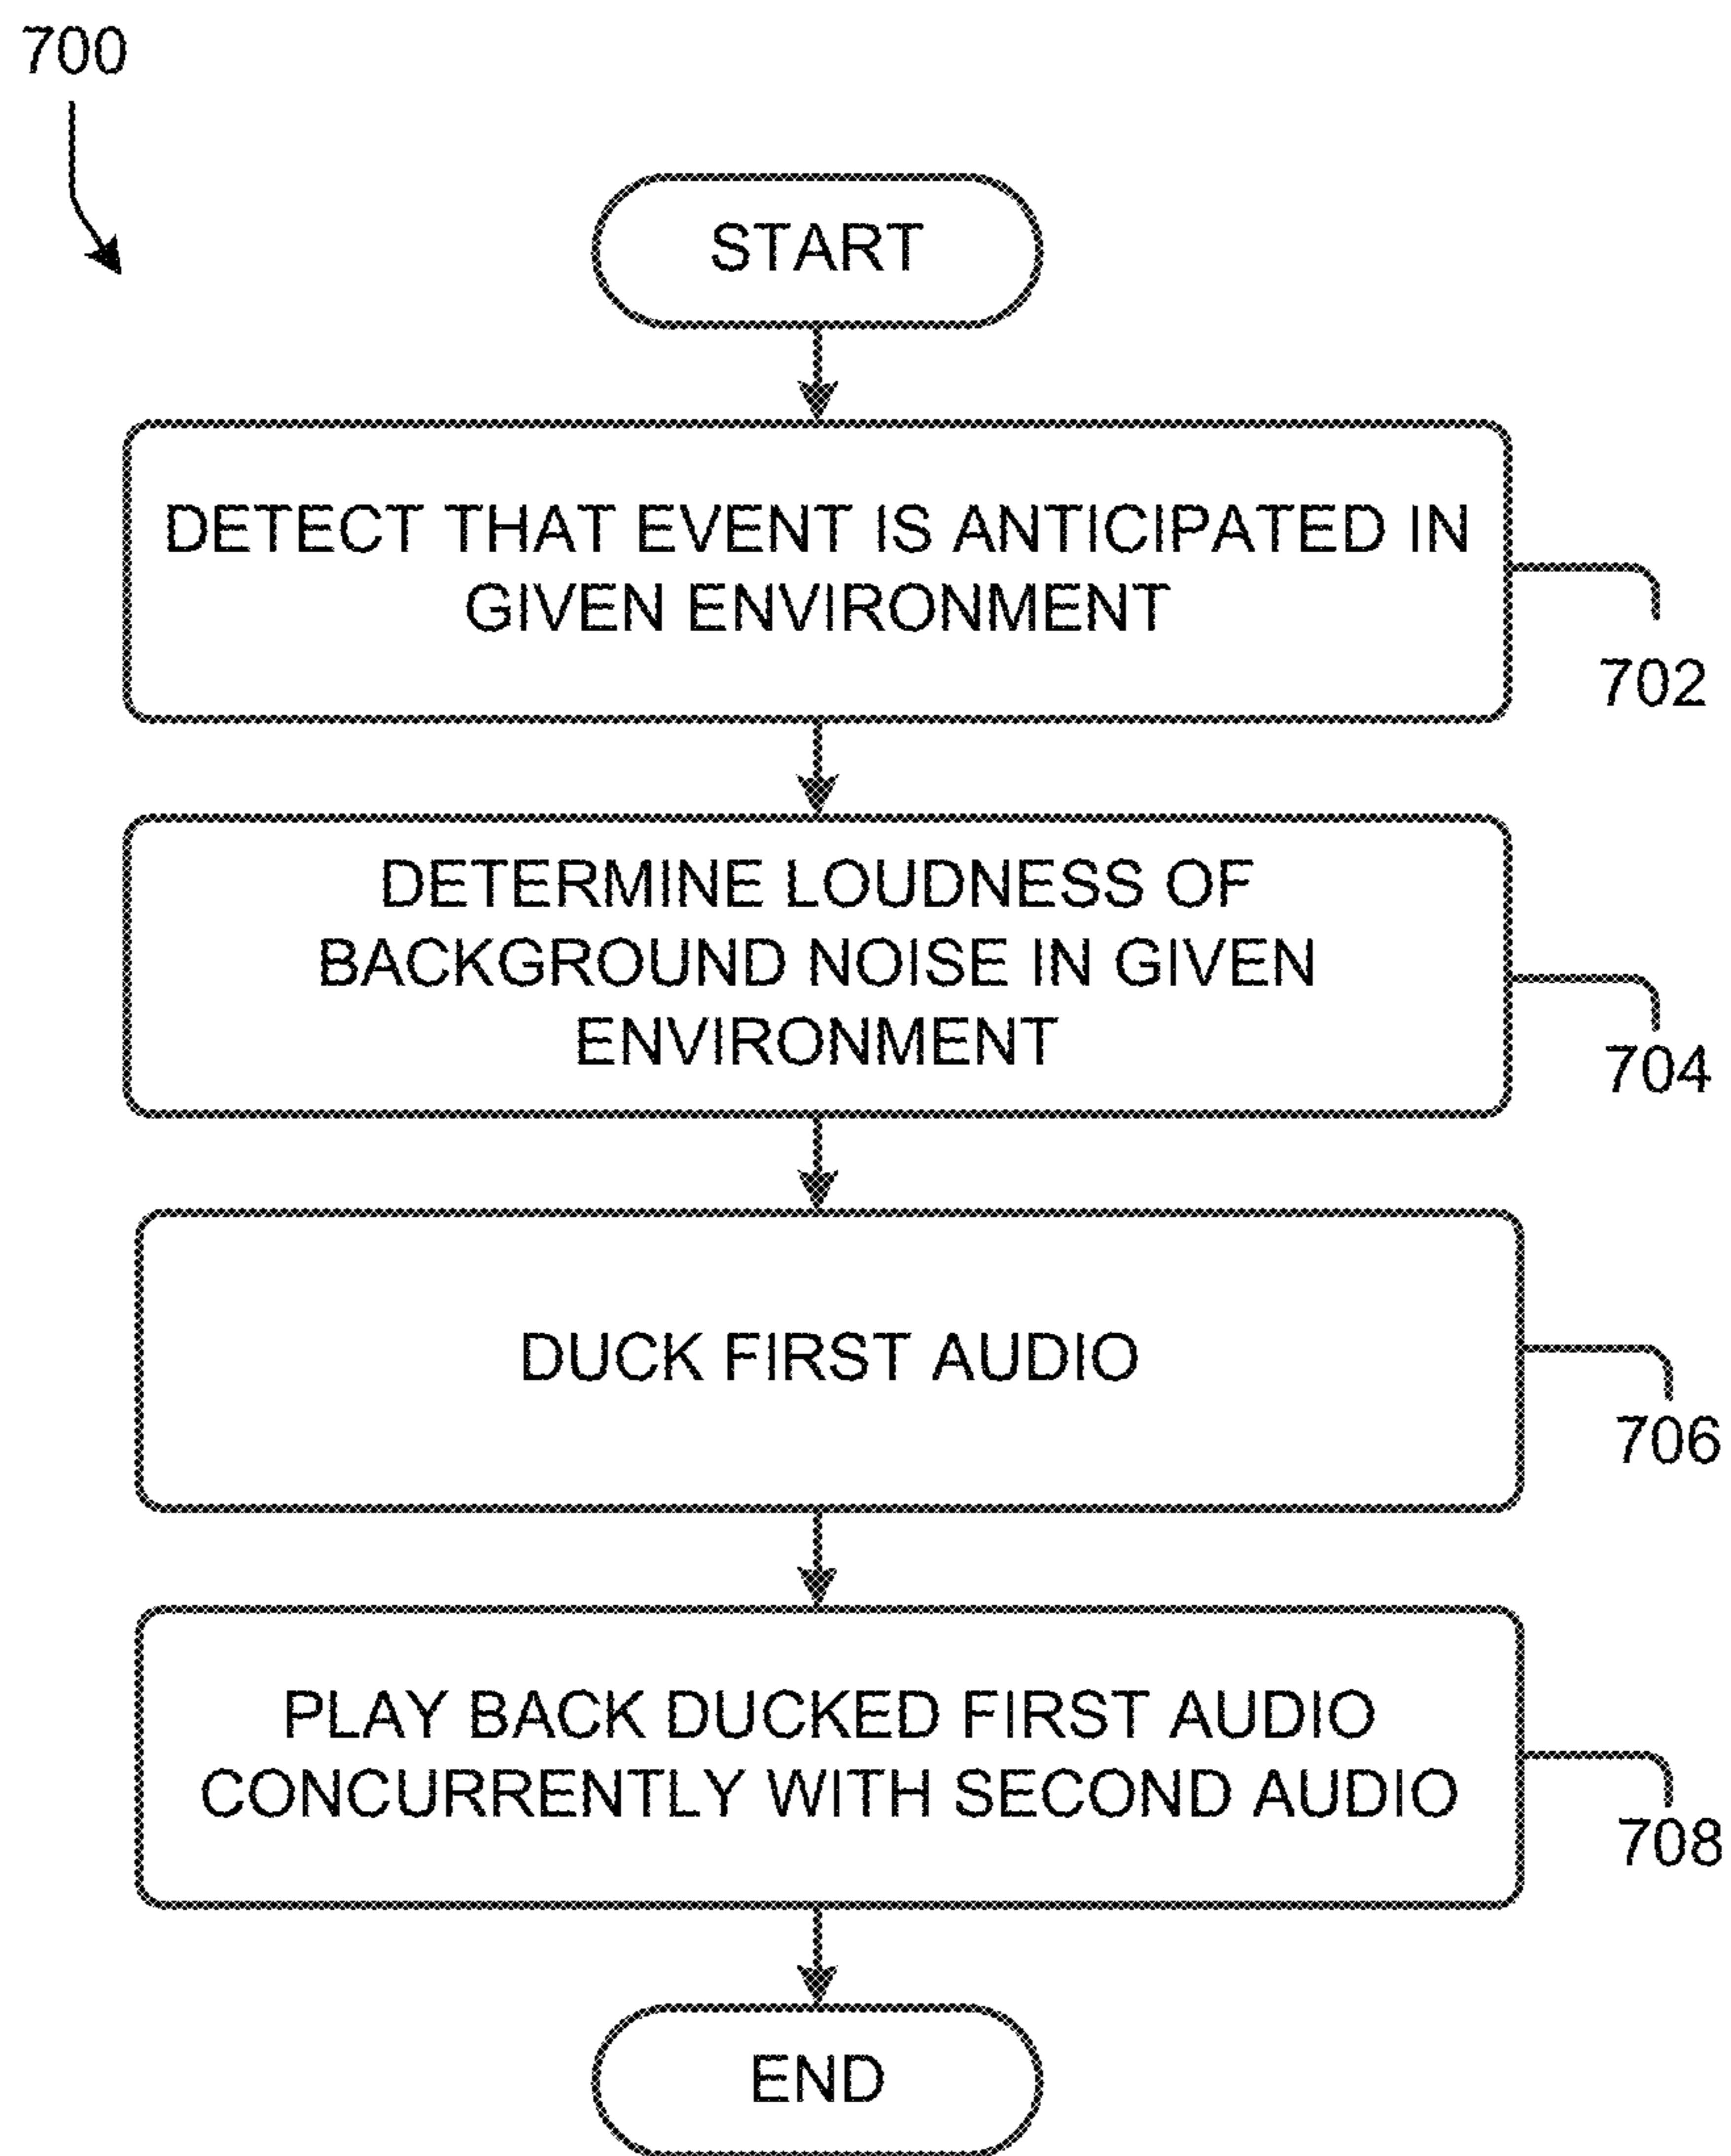 700
START
DETECT THAT EVENT IS ANTICIPATED IN
GIVEN ENVIRONMENT
702
DETERMINE LOUDNESS OF
BACKGROUND NOISE IN GIVEN
ENVIRONMENT
704
DUCK FIRST AUDIO
706
PLAY BACK DUCKED FIRST AUDIO
CONCURRENTLY WITH SECOND AUDIO
708
END